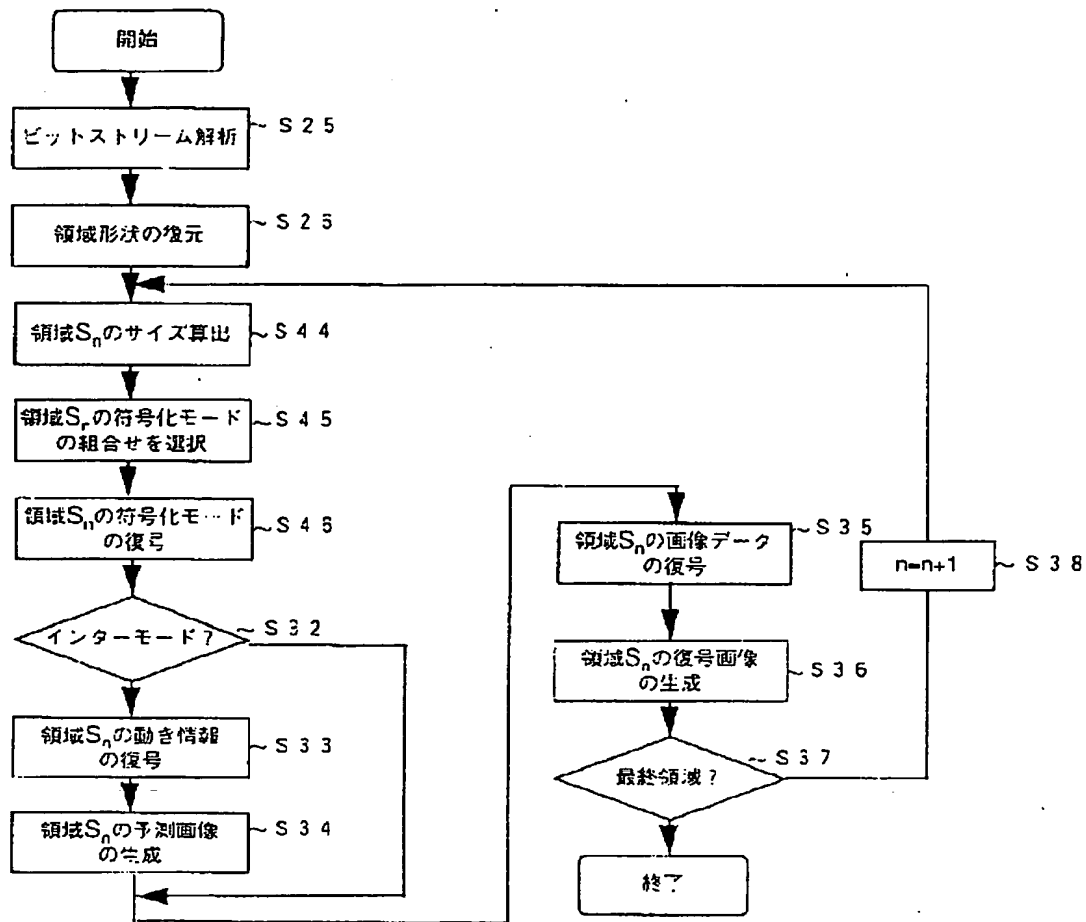 開始
ビットストリーム解析
~ S 2 5
領域形状の復元
~ S 2 6
領域Snのサイズ算出
~ S 4 4
領域Snの符号化モード
の組合せを選択
~ S 4 5
領域Snの符号化モード
の復号
~ S 4 6
インターモード?
~ S 3 2
領域Snの動き情報
の復号
~ S 3 3
領域Snの予測画像
の生成
~ S 3 4
領域Snの画像データ
の復号
~ S 3 5
領域Snの復号画像
の生成
~ S 3 6
最終領域?
~ S 3 7
n=n+1
~ S 3 8
終了